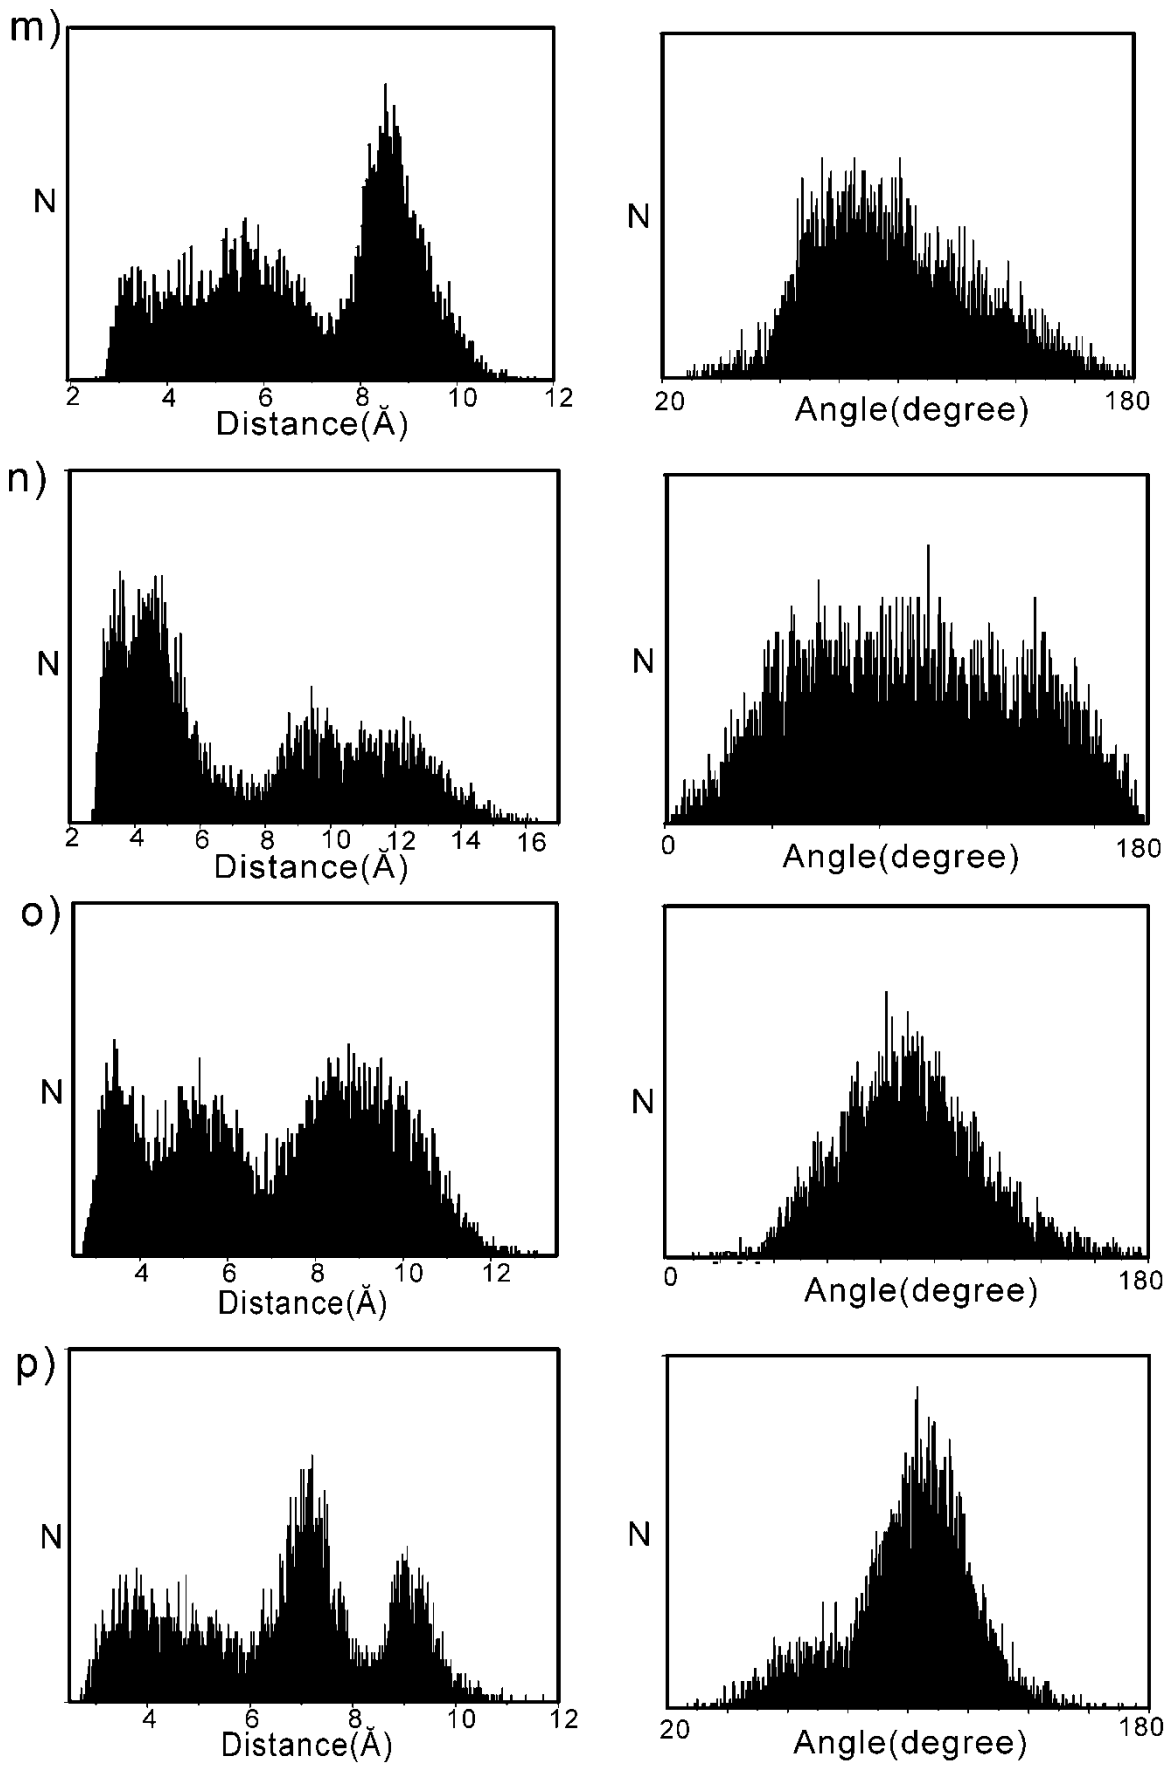 m)
N
2 4 6 8 10 12
Distance(Ă)
N
20 180
Angle(degree)
n)
N
2 4 6 8 10 12 14 16
Distance(Ă)
N
0 180
Angle(degree)
o)
N
4 6 8 10 12
Distance(Ă)
N
0 180
Angle(degree)
p)
N
4 6 8 10 12
Distance(Ă)
N
20 180
Angle(degree)